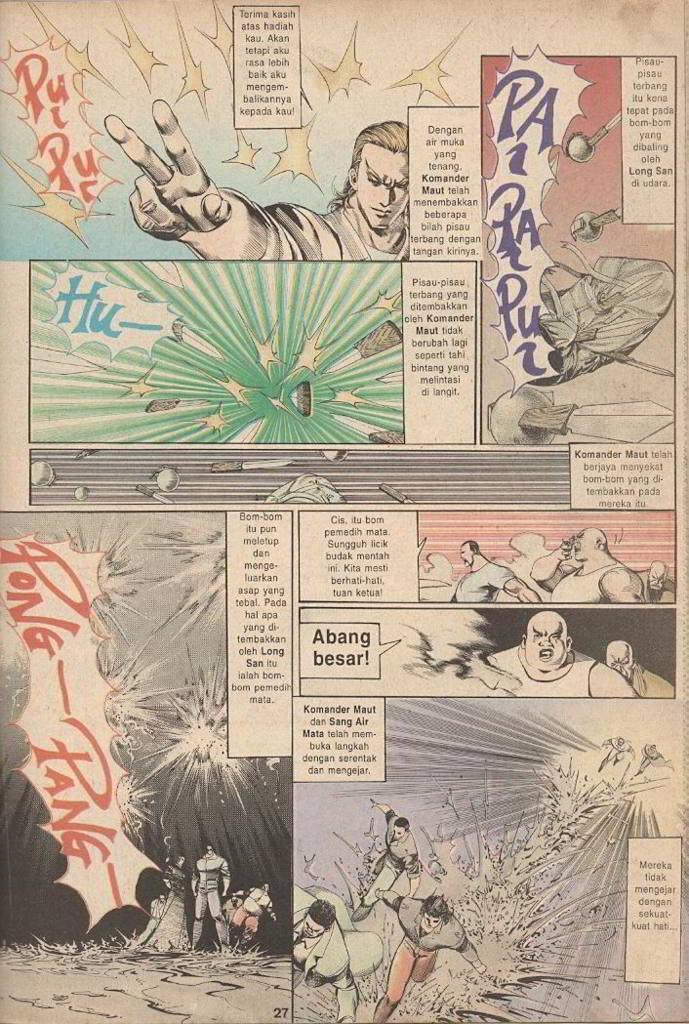 Terima kasih
atas hadiah
kau. Akan
tetapi aku
rasa lebih
baik aku
mengem-
balikannya
kepada kau!
PU
I
PUI
Dengan
air muka
yang
tenang,
Komander
Maut telah
menembakkan
beberapa
bilah pisau
terbang dengan
tangan kirinya.
PA
I
PAI
PUI
Pisau-
pisau
terbang
itu kena
tepat pada
bom-bom
yang
dibaling
oleh
Long San
di udara.
HU—
Pisau-pisau,
terbang yang
ditembakkan
oleh Komander
Maut tidak
berubah lagi
seperti tahi
bintang yang
melintasi
di langit.
Komander Maut telah
berjaya menyekat
bom-bom yang di-
tembakkan pada
mereka itu.
PONG—
PANG—
Bom-bom
itu pun
meletup
dan
menge-
luarkan
asap yang
tebal. Pada
hal apa
yang di-
tembakkan
oleh Long
San itu
ialah bom-
bom pemedih
mata.
Cis, itu bom
pemedih mata.
Sungguh licik
budak mentah
ini. Kita mesti
berhati-hati,
tuan ketua!
Abang
besar!
Komander Maut
dan Sang Air
Mata telah mem-
buka langkah
dengan serentak
dan mengejar.
Mereka
tidak
mengejar
dengan
sekuat-
kuat hati...
27